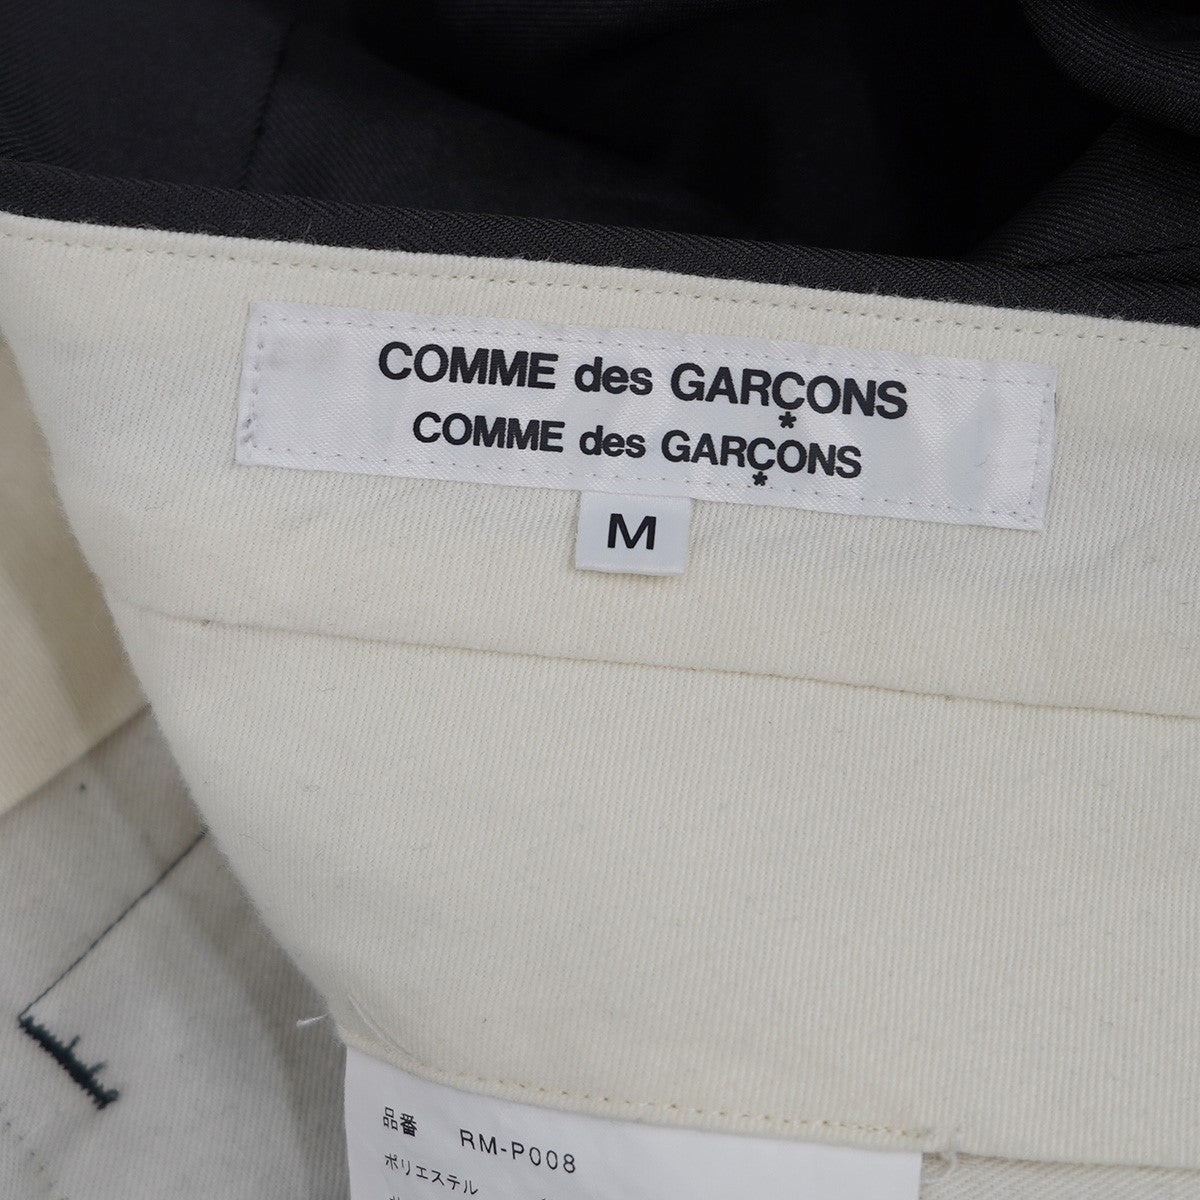 COMME des GARÇONS
*
COMME des GARÇONS
*
M
品番 RM-P008
ポリエステル